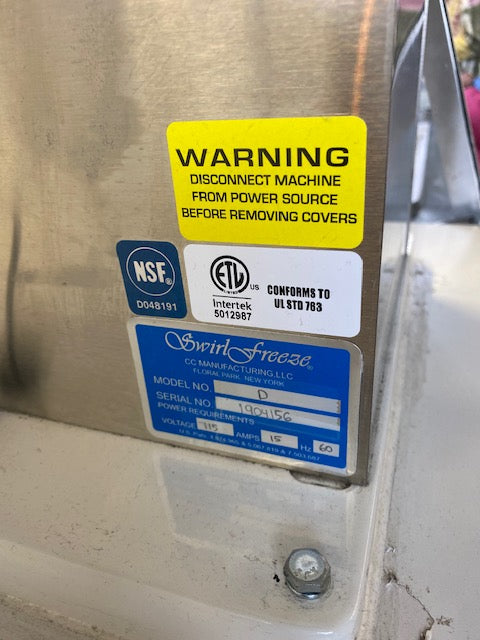 WARNING
DISCONNECT MACHINE
FROM POWER SOURCE
BEFORE REMOVING COVERS
NSF®
D048191
ETL US
Intertek
5012987
CONFORMS TO
UL STD 763
Swirl Freeze®
CC MANUFACTURING, LLC
FLORAL PARK NEW YORK
MODEL NO D
SERIAL NO 1904156
POWER REQUIREMENTS
VOLTAGE 115 AMPS 15 Hz 60